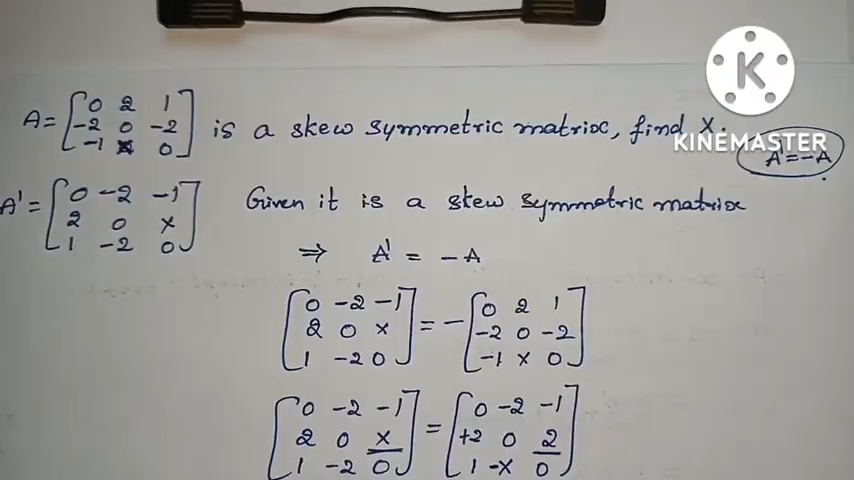 A = [0 2 1
-2 0 -2
-1 x 0] is a skew symmetric matrix, find x.
KINEMASTER
A' = -A
A' = [0 -2 -1
2 0 x
1 -2 0] Given it is a skew symmetric matrix
⇒ A' = -A
[0 -2 -1
2 0 x
1 -2 0] = -[0 2 1
-2 0 -2
-1 x 0]
[0 -2 -1
2 0 x
1 -2 0] = [0 -2 -1
+2 0 2
1 -x 0]